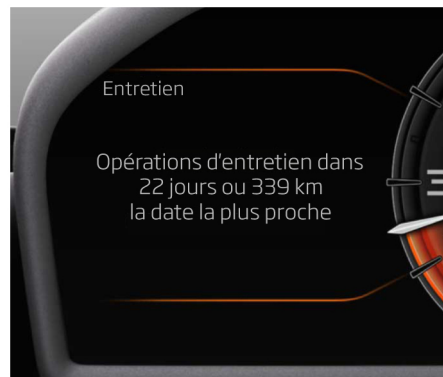 Entretien
Opérations d'entretien dans
22 jours ou 339 km
la date la plus proche